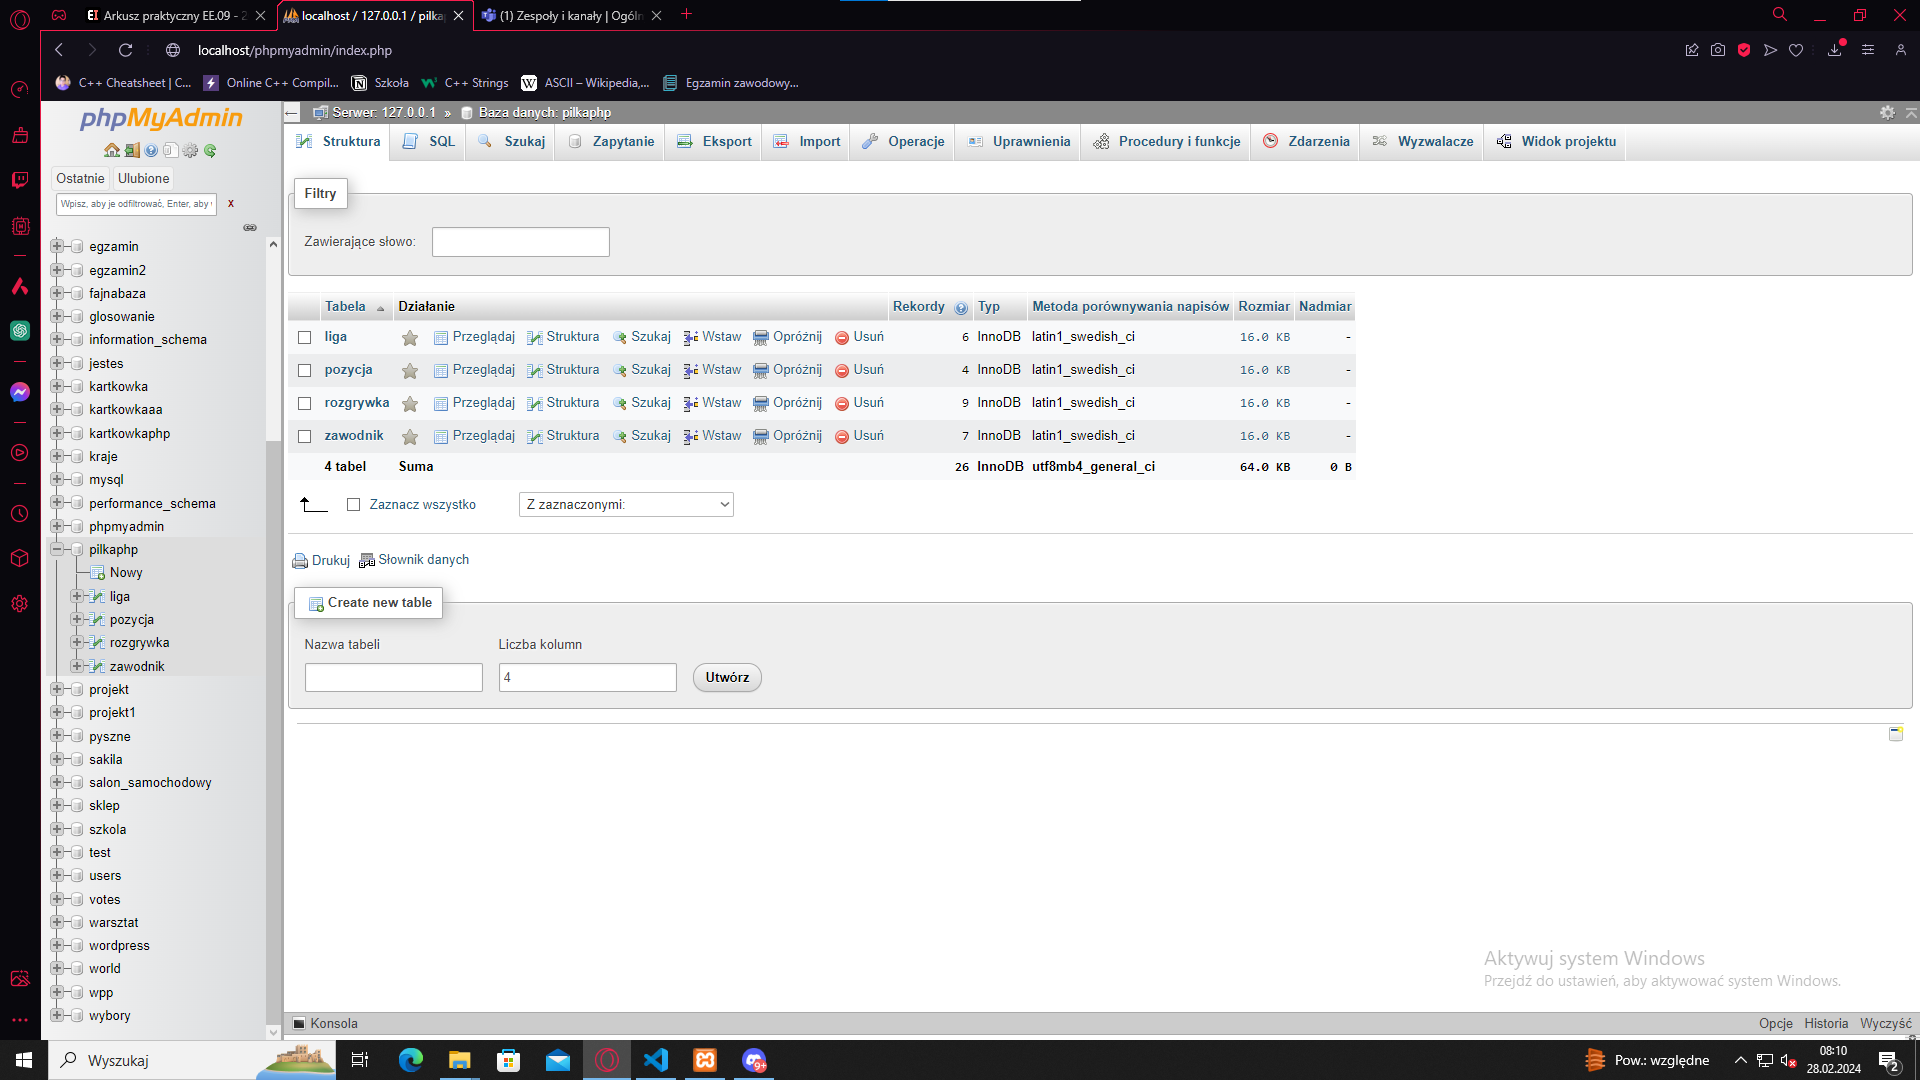 Arkusz praktyczny EE.09 - 2
localhost / 127.0.0.1 / pilka
(1) Zespoły i kanały | Ogóln
localhost/phpmyadmin/index.php
C++ Cheatsheet | C...
Online C++ Compil...
Szkoła
C++ Strings
ASCII – Wikipedia,...
Egzamin zawodowy...
phpMyAdmin
Ostatnie Ulubione
Wpisz, aby je odfiltrować, Enter, aby
X
egzamin
egzamin2
fajnabaza
glosowanie
information_schema
jestes
kartkowka
kartkowkaaa
kartkowkaphp
kraje
mysql
performance_schema
phpmyadmin
pilkaphp
Nowy
liga
pozycja
rozgrywka
zawodnik
projekt
projekt1
pyszne
sakila
salon_samochodowy
sklep
szkola
test
users
votes
warsztat
wordpress
world
wpp
wybory
Serwer: 127.0.0.1 » Baza danych: pilkaphp
Struktura SQL Szukaj Zapytanie Eksport Import Operacje Uprawnienia Procedury i funkcje Zdarzenia Wyzwalacze Widok projektu
Filtry
Zawierające słowo:
Tabela Działanie Rekordy Typ Metoda porównywania napisów Rozmiar Nadmiar
liga Przeglądaj Struktura Szukaj Wstaw Opróżnij Usuń 6 InnoDB latin1_swedish_ci 16.0 KB -
pozycja Przeglądaj Struktura Szukaj Wstaw Opróżnij Usuń 4 InnoDB latin1_swedish_ci 16.0 KB -
rozgrywka Przeglądaj Struktura Szukaj Wstaw Opróżnij Usuń 9 InnoDB latin1_swedish_ci 16.0 KB -
zawodnik Przeglądaj Struktura Szukaj Wstaw Opróżnij Usuń 7 InnoDB latin1_swedish_ci 16.0 KB -
4 tabel Suma 26 InnoDB utf8mb4_general_ci 64.0 KB 0 B
Zaznacz wszystko Z zaznaczonymi:
Drukuj Słownik danych
Create new table
Nazwa tabeli Liczba kolumn
4 Utwórz
Aktywuj system Windows
Przejdź do ustawień, aby aktywować system Windows.
Konsola Opcje Historia Wyczyść
Wyszukaj
9+
Pow.: względne
08:10
28.02.2024
2